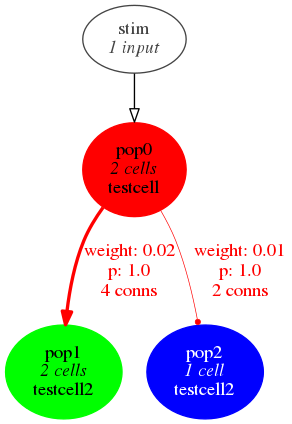 stim
1 input
pop0
2 cells
testcell
weight: 0.02
p: 1.0
4 conns
weight: 0.01
p: 1.0
2 conns
pop1
2 cells
testcell2
pop2
1 cell
testcell2